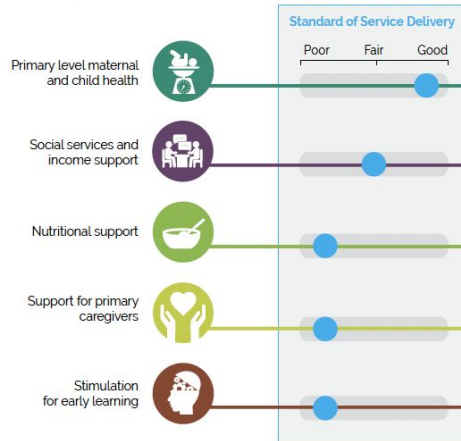 Standard of Service Delivery
Poor Fair Good
Primary level maternal
and child health
Social services and
income support
Nutritional support
Support for primary
caregivers
Stimulation
for early learning